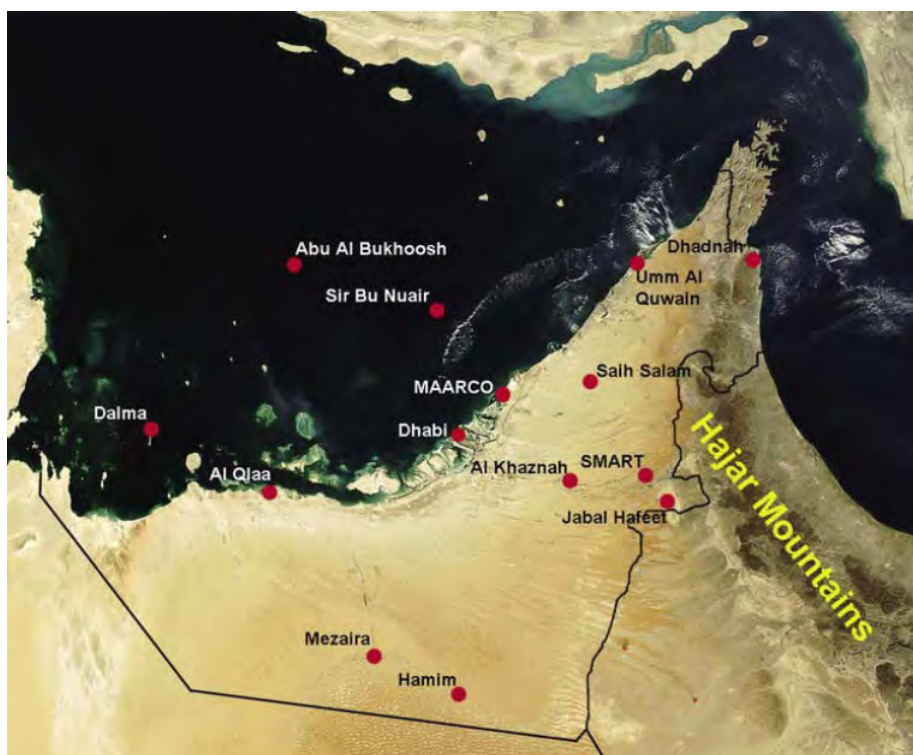 Abu Al Bukhoosh
Dhadnah
Umm Al
Quwain
Sir Bu Nuair
Saih Salam
MAARCO
Dalma
Dhabi
Hajar Mountains
Al Qlaa
Al Khaznah
SMART
Jabal Hafeet
Mezaira
Hamim